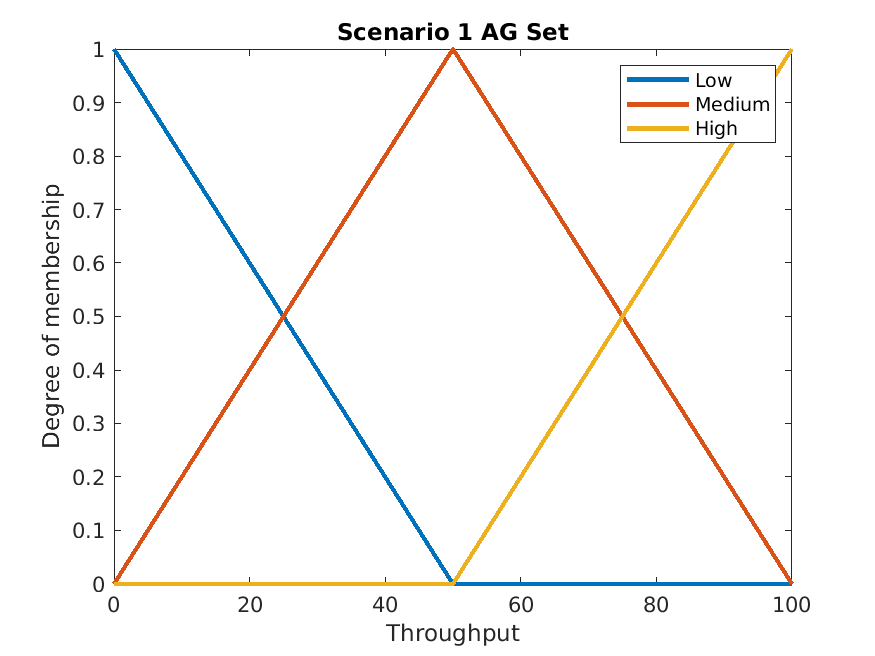 Scenario 1 AG Set
Low
Medium
High
1
0.9
0.8
0.7
0.6
0.5
0.4
0.3
0.2
0.1
0
Degree of membership
0 20 40 60 80 100
Throughput